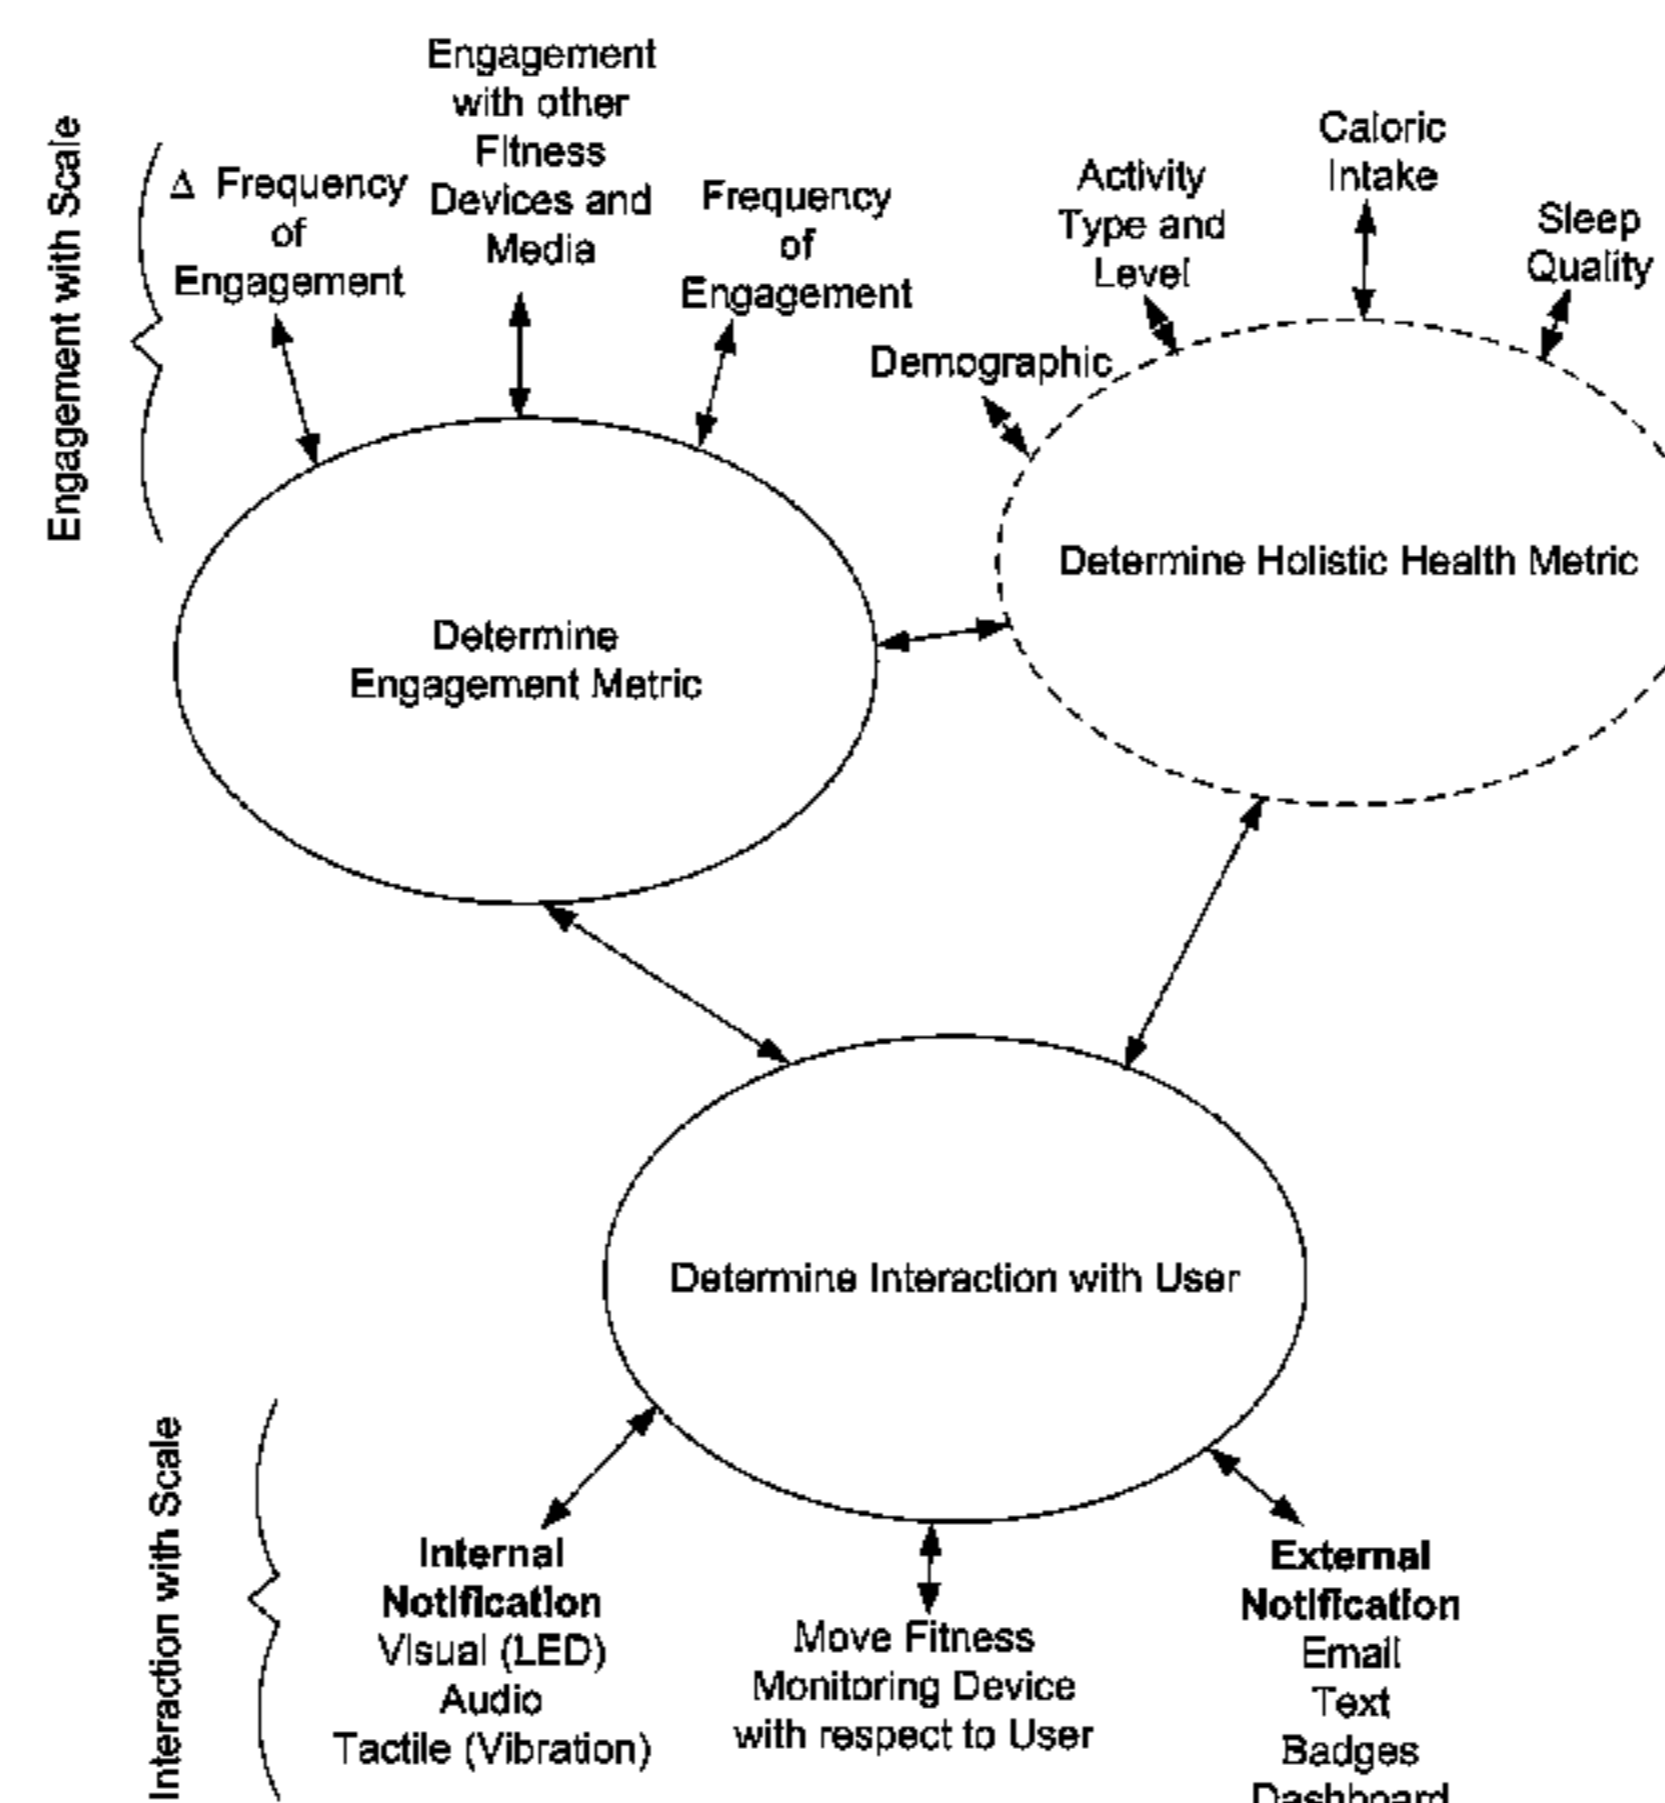 Engagement with Scale
Δ Frequency
of
Engagement
Engagement
with other
Fitness
Devices and
Media
Frequency
of
Engagement
Demographic
Activity
Type and
Level
Caloric
Intake
Sleep
Quality
Determine
Engagement Metric
Determine Holistic Health Metric
Determine Interaction with User
Interaction with Scale
Internal
Notification
Visual (LED)
Audio
Tactile (Vibration)
Move Fitness
Monitoring Device
with respect to User
External
Notification
Email
Text
Badges
Dashboard